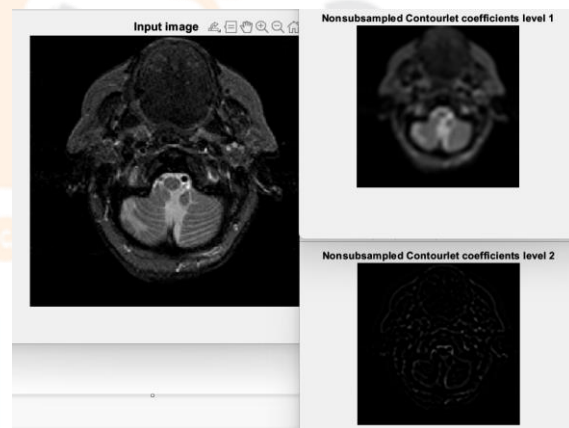 Input image
Nonsubsampled Contourlet coefficients level 1
Nonsubsampled Contourlet coefficients level 2